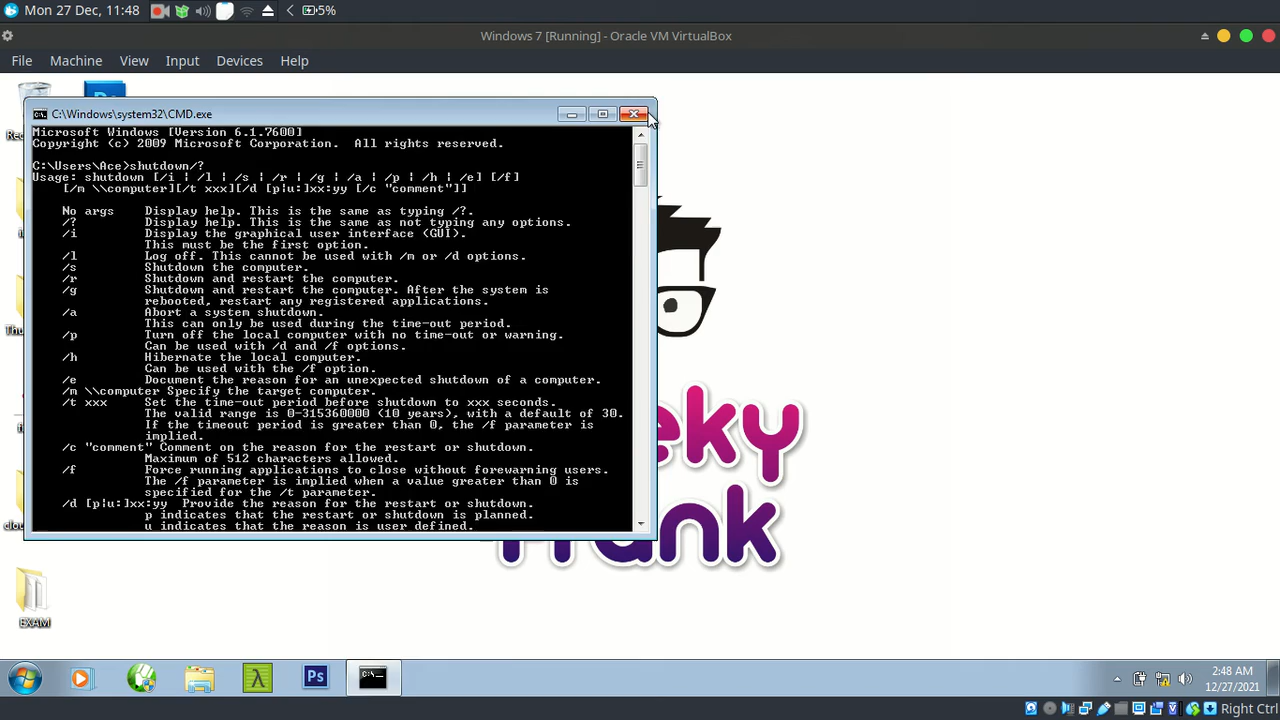 Mon 27 Dec, 11:48
5%
Windows 7 [Running] - Oracle VM VirtualBox
File Machine View Input Devices Help
C:\Windows\system32\CMD.exe
Microsoft Windows [Version 6.1.7600]
Copyright (c) 2009 Microsoft Corporation.  All rights reserved.
C:\Users\Ace>shutdown/?
Usage: shutdown [/i | /l | /s | /r | /g | /a | /p | /h | /e] [/f]
[/m \\computer][/t xxx][/d [p|u:]xx:yy [/c "comment"]]
No args    Display help. This is the same as typing /?.
/?         Display help. This is the same as not typing any options.
/i         Display the graphical user interface (GUI).
This must be the first option.
/l         Log off. This cannot be used with /m or /d options.
/s         Shutdown the computer.
/r         Shutdown and restart the computer.
/g         Shutdown and restart the computer. After the system is
rebooted, restart any registered applications.
/a         Abort a system shutdown.
This can only be used during the time-out period.
/p         Turn off the local computer with no time-out or warning.
Can be used with /d and /f options.
/h         Hibernate the local computer.
Can be used with the /f option.
/e         Document the reason for an unexpected shutdown of a computer.
/m \\computer Specify the target computer.
/t xxx     Set the time-out period before shutdown to xxx seconds.
The valid range is 0-315360000 (10 years), with a default of 30.
If the timeout period is greater than 0, the /f parameter is
implied.
/c "comment" Comment on the reason for the restart or shutdown.
Maximum of 512 characters allowed.
/f         Force running applications to close without forewarning users.
The /f parameter is implied when a value greater than 0 is
specified for the /t parameter.
/d [p|u:]xx:yy  Provide the reason for the restart or shutdown.
p indicates that the restart or shutdown is planned.
u indicates that the reason is user defined.
eky
EXAM
Ps
2:48 AM
12/27/2021
Right Ctrl